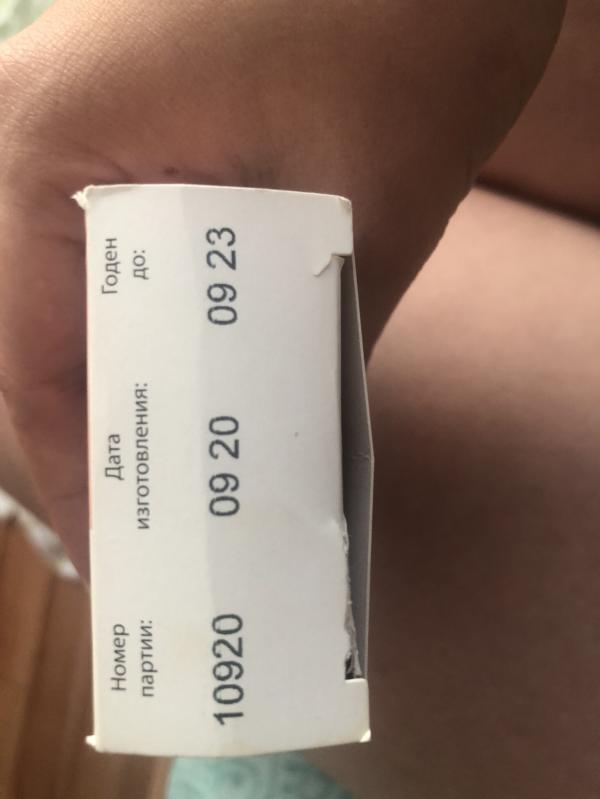 Номер
партии:
10920
Дата
изготовления:
09 20
Годен
до:
09 23